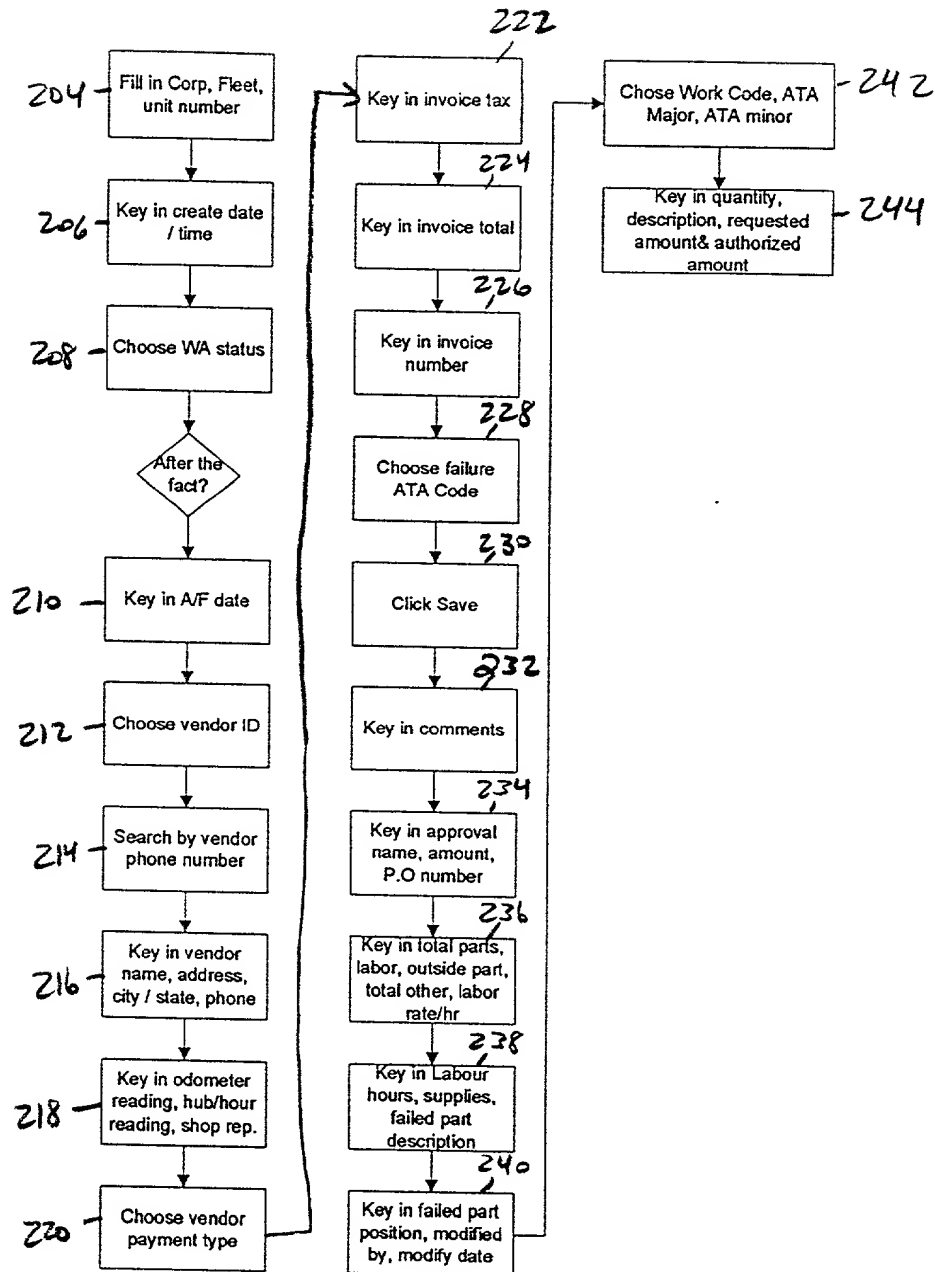 204
Fill in Corp, Fleet,
unit number
206
Key in create date
/ time
208
Choose WA status
After the
fact?
210
Key in A/F date
212
Choose vendor ID
214
Search by vendor
phone number
216
Key in vendor
name, address,
city / state, phone
218
Key in odometer
reading, hub/hour
reading, shop rep.
220
Choose vendor
payment type
222
Key in invoice tax
224
Key in invoice total
226
Key in invoice
number
228
Choose failure
ATA Code
230
Click Save
232
Key in comments
234
Key in approval
name, amount,
P.O number
236
Key in total parts,
labor, outside part,
total other, labor
rate/hr
238
Key in Labour
hours, supplies,
failed part
description
240
Key in failed part
position, modified
by, modify date
242
Chose Work Code, ATA
Major, ATA minor
244
Key in quantity,
description, requested
amount& authorized
amount